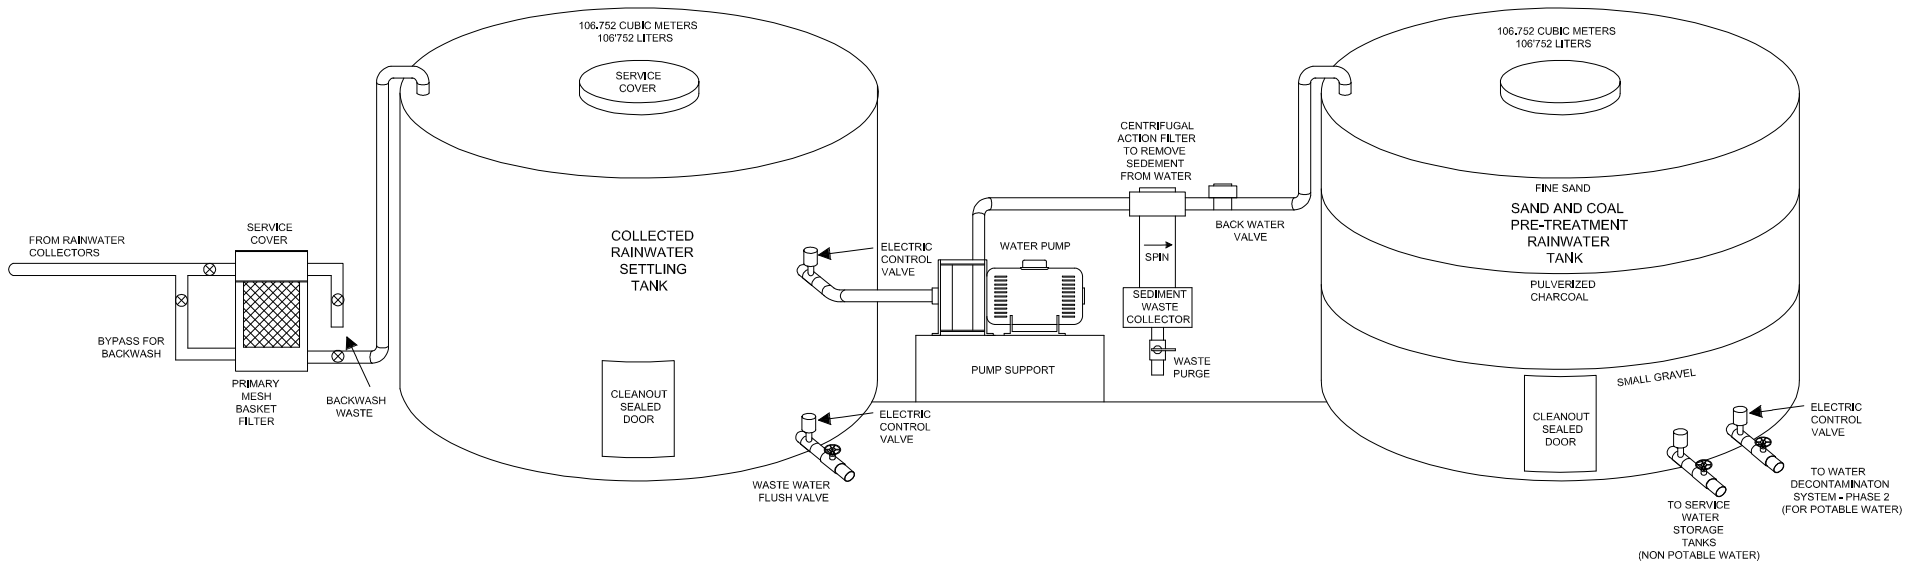 FROM RAINWATER
COLLECTORS
SERVICE
COVER
BYPASS FOR
BACKWASH
PRIMARY
MESH
BASKET
FILTER
BACKWASH
WASTE
106.752 CUBIC METERS
106'752 LITERS
SERVICE
COVER
COLLECTED
RAINWATER
SETTLING
TANK
CLEANOUT
SEALED
DOOR
ELECTRIC
CONTROL
VALVE
ELECTRIC
CONTROL
VALVE
WASTE WATER
FLUSH VALVE
WATER PUMP
PUMP SUPPORT
CENTRIFUGAL
ACTION FILTER
TO REMOVE
SEDEMENT
FROM WATER
SPIN
SEDIMENT
WASTE
COLLECTOR
WASTE
PURGE
BACK WATER
VALVE
106.752 CUBIC METERS
106'752 LITERS
FINE SAND
SAND AND COAL
PRE-TREATMENT
RAINWATER
TANK
PULVERIZED
CHARCOAL
SMALL GRAVEL
CLEANOUT
SEALED
DOOR
ELECTRIC
CONTROL
VALVE
TO WATER
DECONTAMINATON
SYSTEM - PHASE 2
(FOR POTABLE WATER)
TO SERVICE
WATER
STORAGE
TANKS
(NON POTABLE WATER)